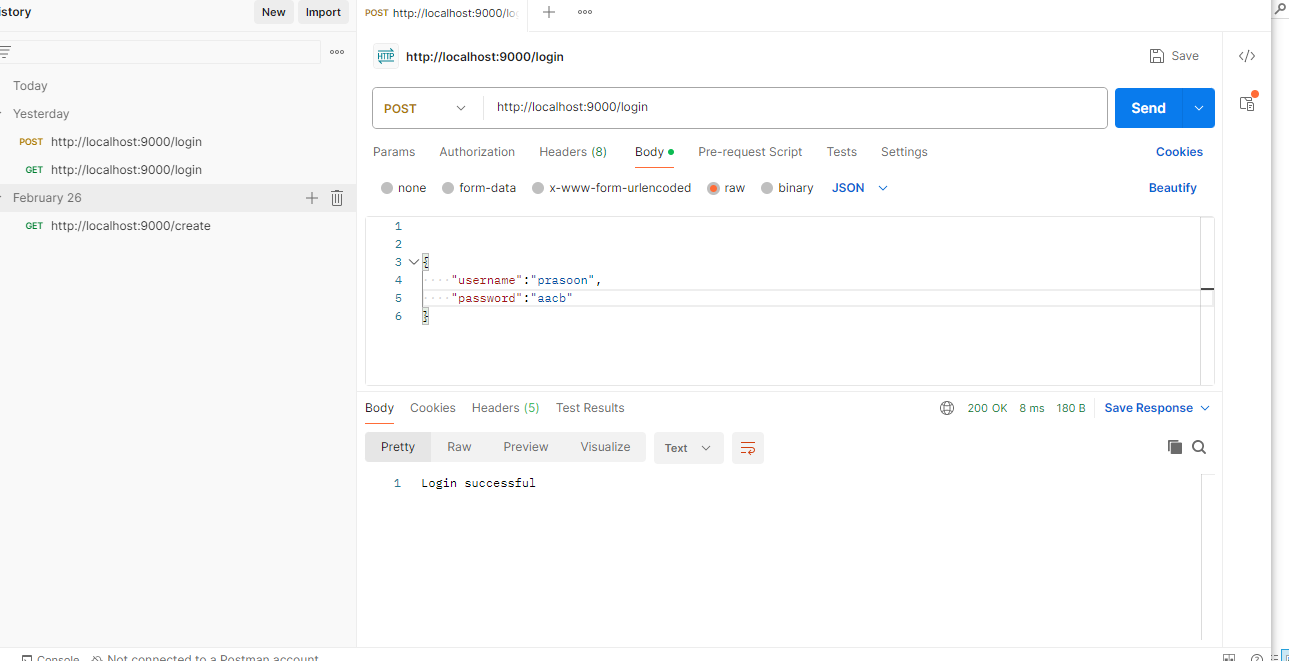 istory
New
Import
POST http://localhost:9000/lo
http://localhost:9000/login
Save
Today
Yesterday
POST http://localhost:9000/login
GET http://localhost:9000/login
February 26
GET http://localhost:9000/create
POST
http://localhost:9000/login
Send
Params
Authorization
Headers (8)
Body
Pre-request Script
Tests
Settings
Cookies
none
form-data
x-www-form-urlencoded
raw
binary
JSON
Beautify
1
2
3 {
4 "username":"prasoon",
5 "password":"aacb"
6 }
Body
Cookies
Headers (5)
Test Results
200 OK
8 ms
180 B
Save Response
Pretty
Raw
Preview
Visualize
Text
1 Login successful
Console
Not connected to a Postman account